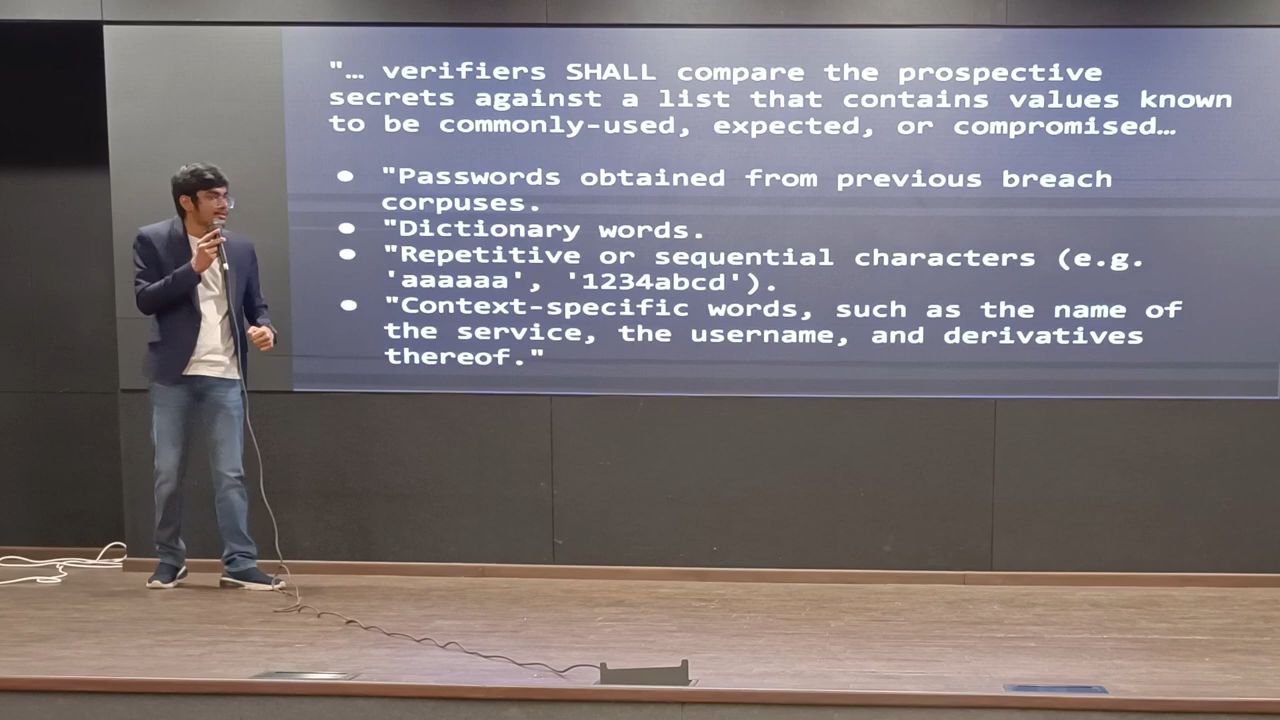 "… verifiers SHALL compare the prospective
secrets against a list that contains values known
to be commonly-used, expected, or compromised…
● "Passwords obtained from previous breach
corpuses.
● "Dictionary words.
● "Repetitive or sequential characters (e.g.
'aaaaaa', '1234abcd').
● "Context-specific words, such as the name of
the service, the username, and derivatives
thereof."